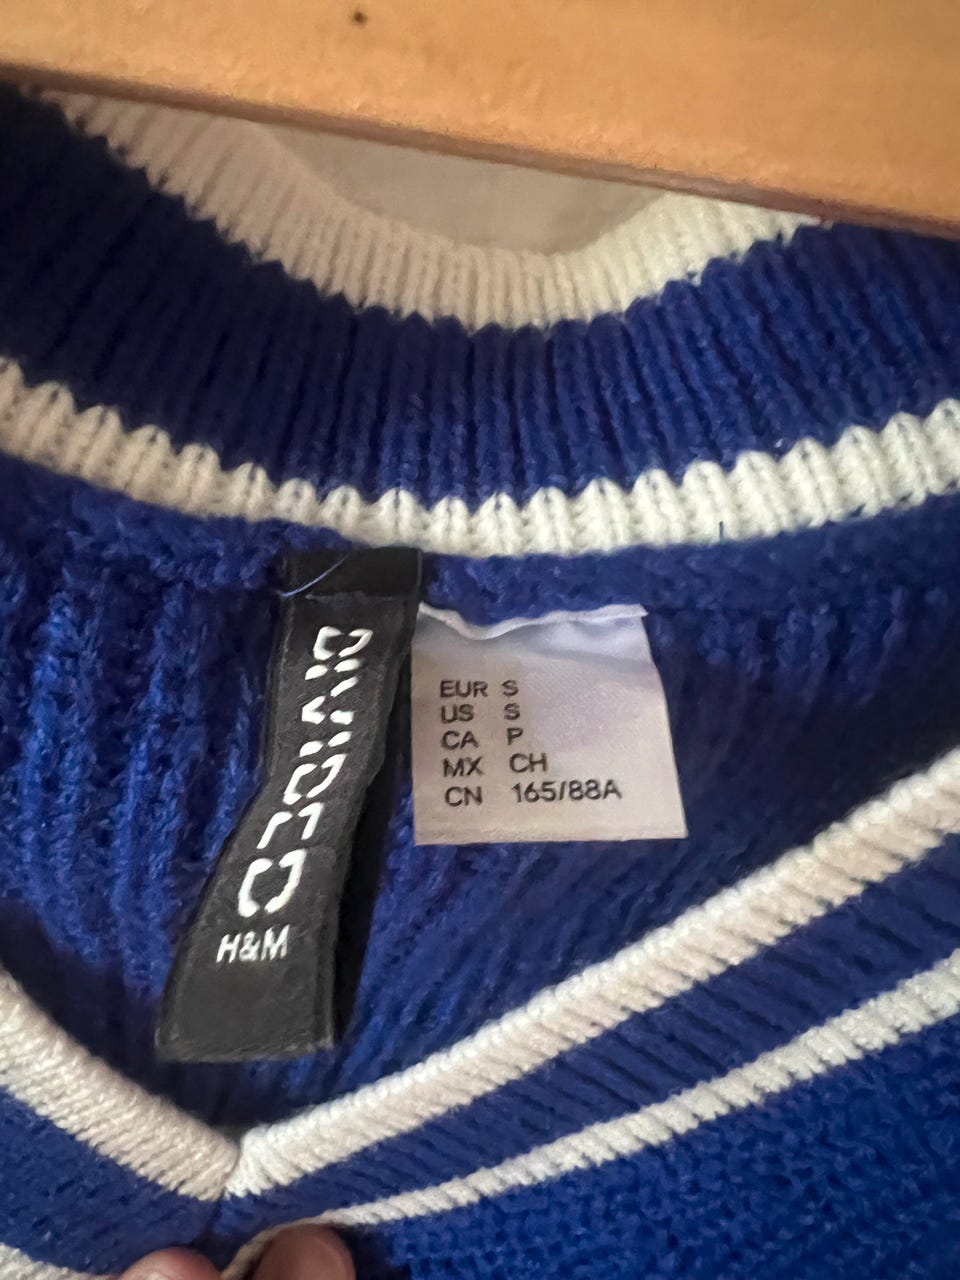 DIVIDED
H&M
EUR S
US S
CA P
MX CH
CN 165/88A